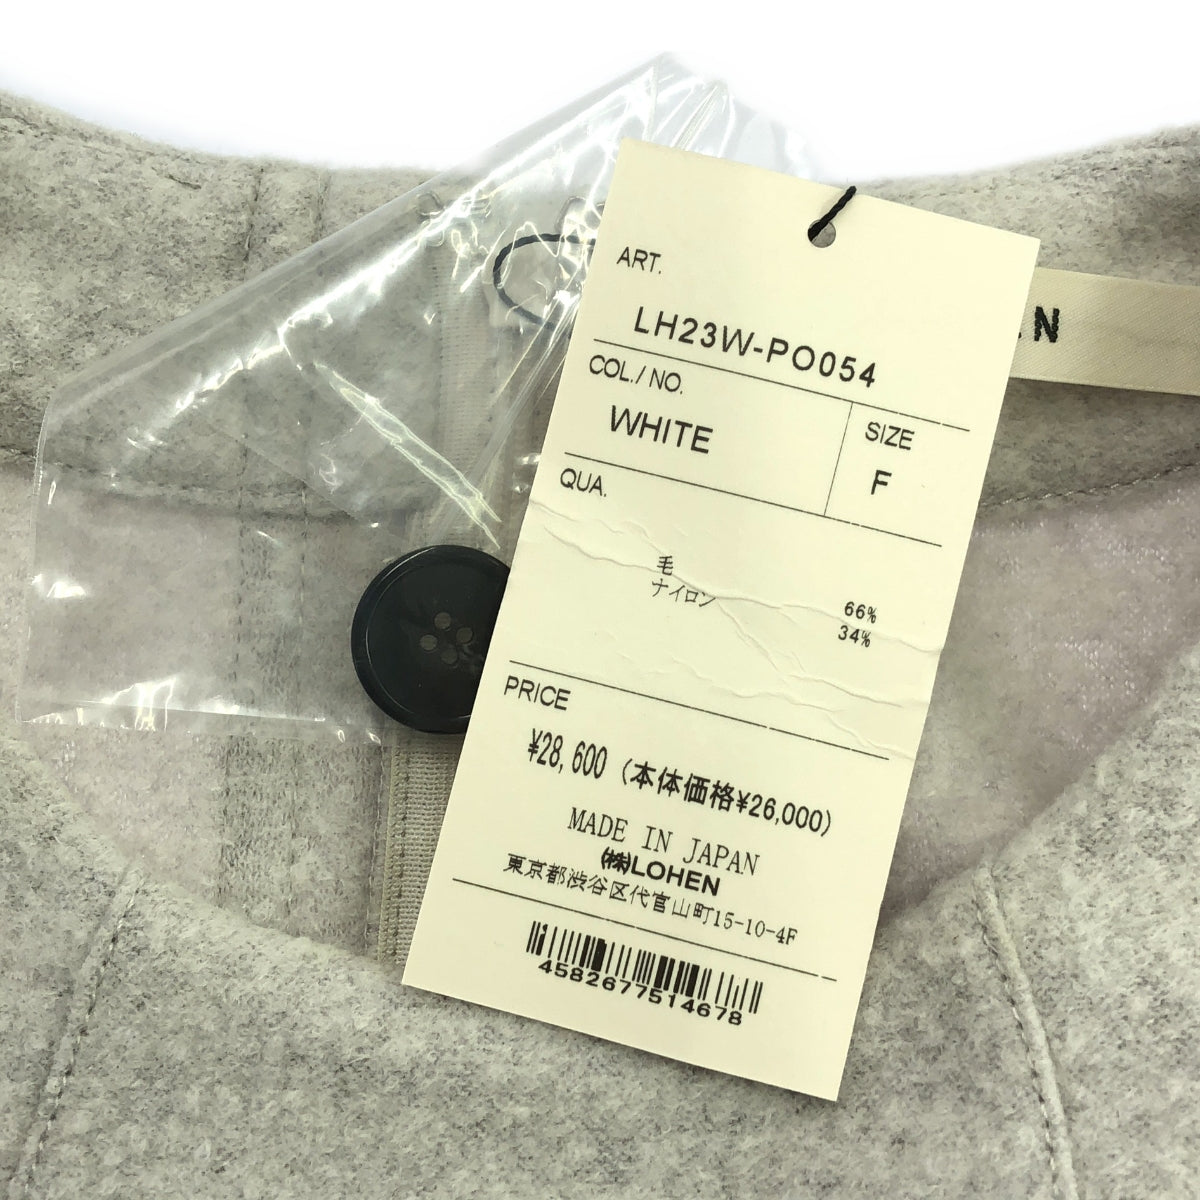 ART.
LH23W-PO054
COL./NO.
WHITE
SIZE
F
QUA.
毛 66%
ナイロン 34%
PRICE
¥28,600 (本体価格¥26,000)
MADE IN JAPAN
㈱LOHEN
東京都渋谷区代官山町15-10-4F
4582677514678
N